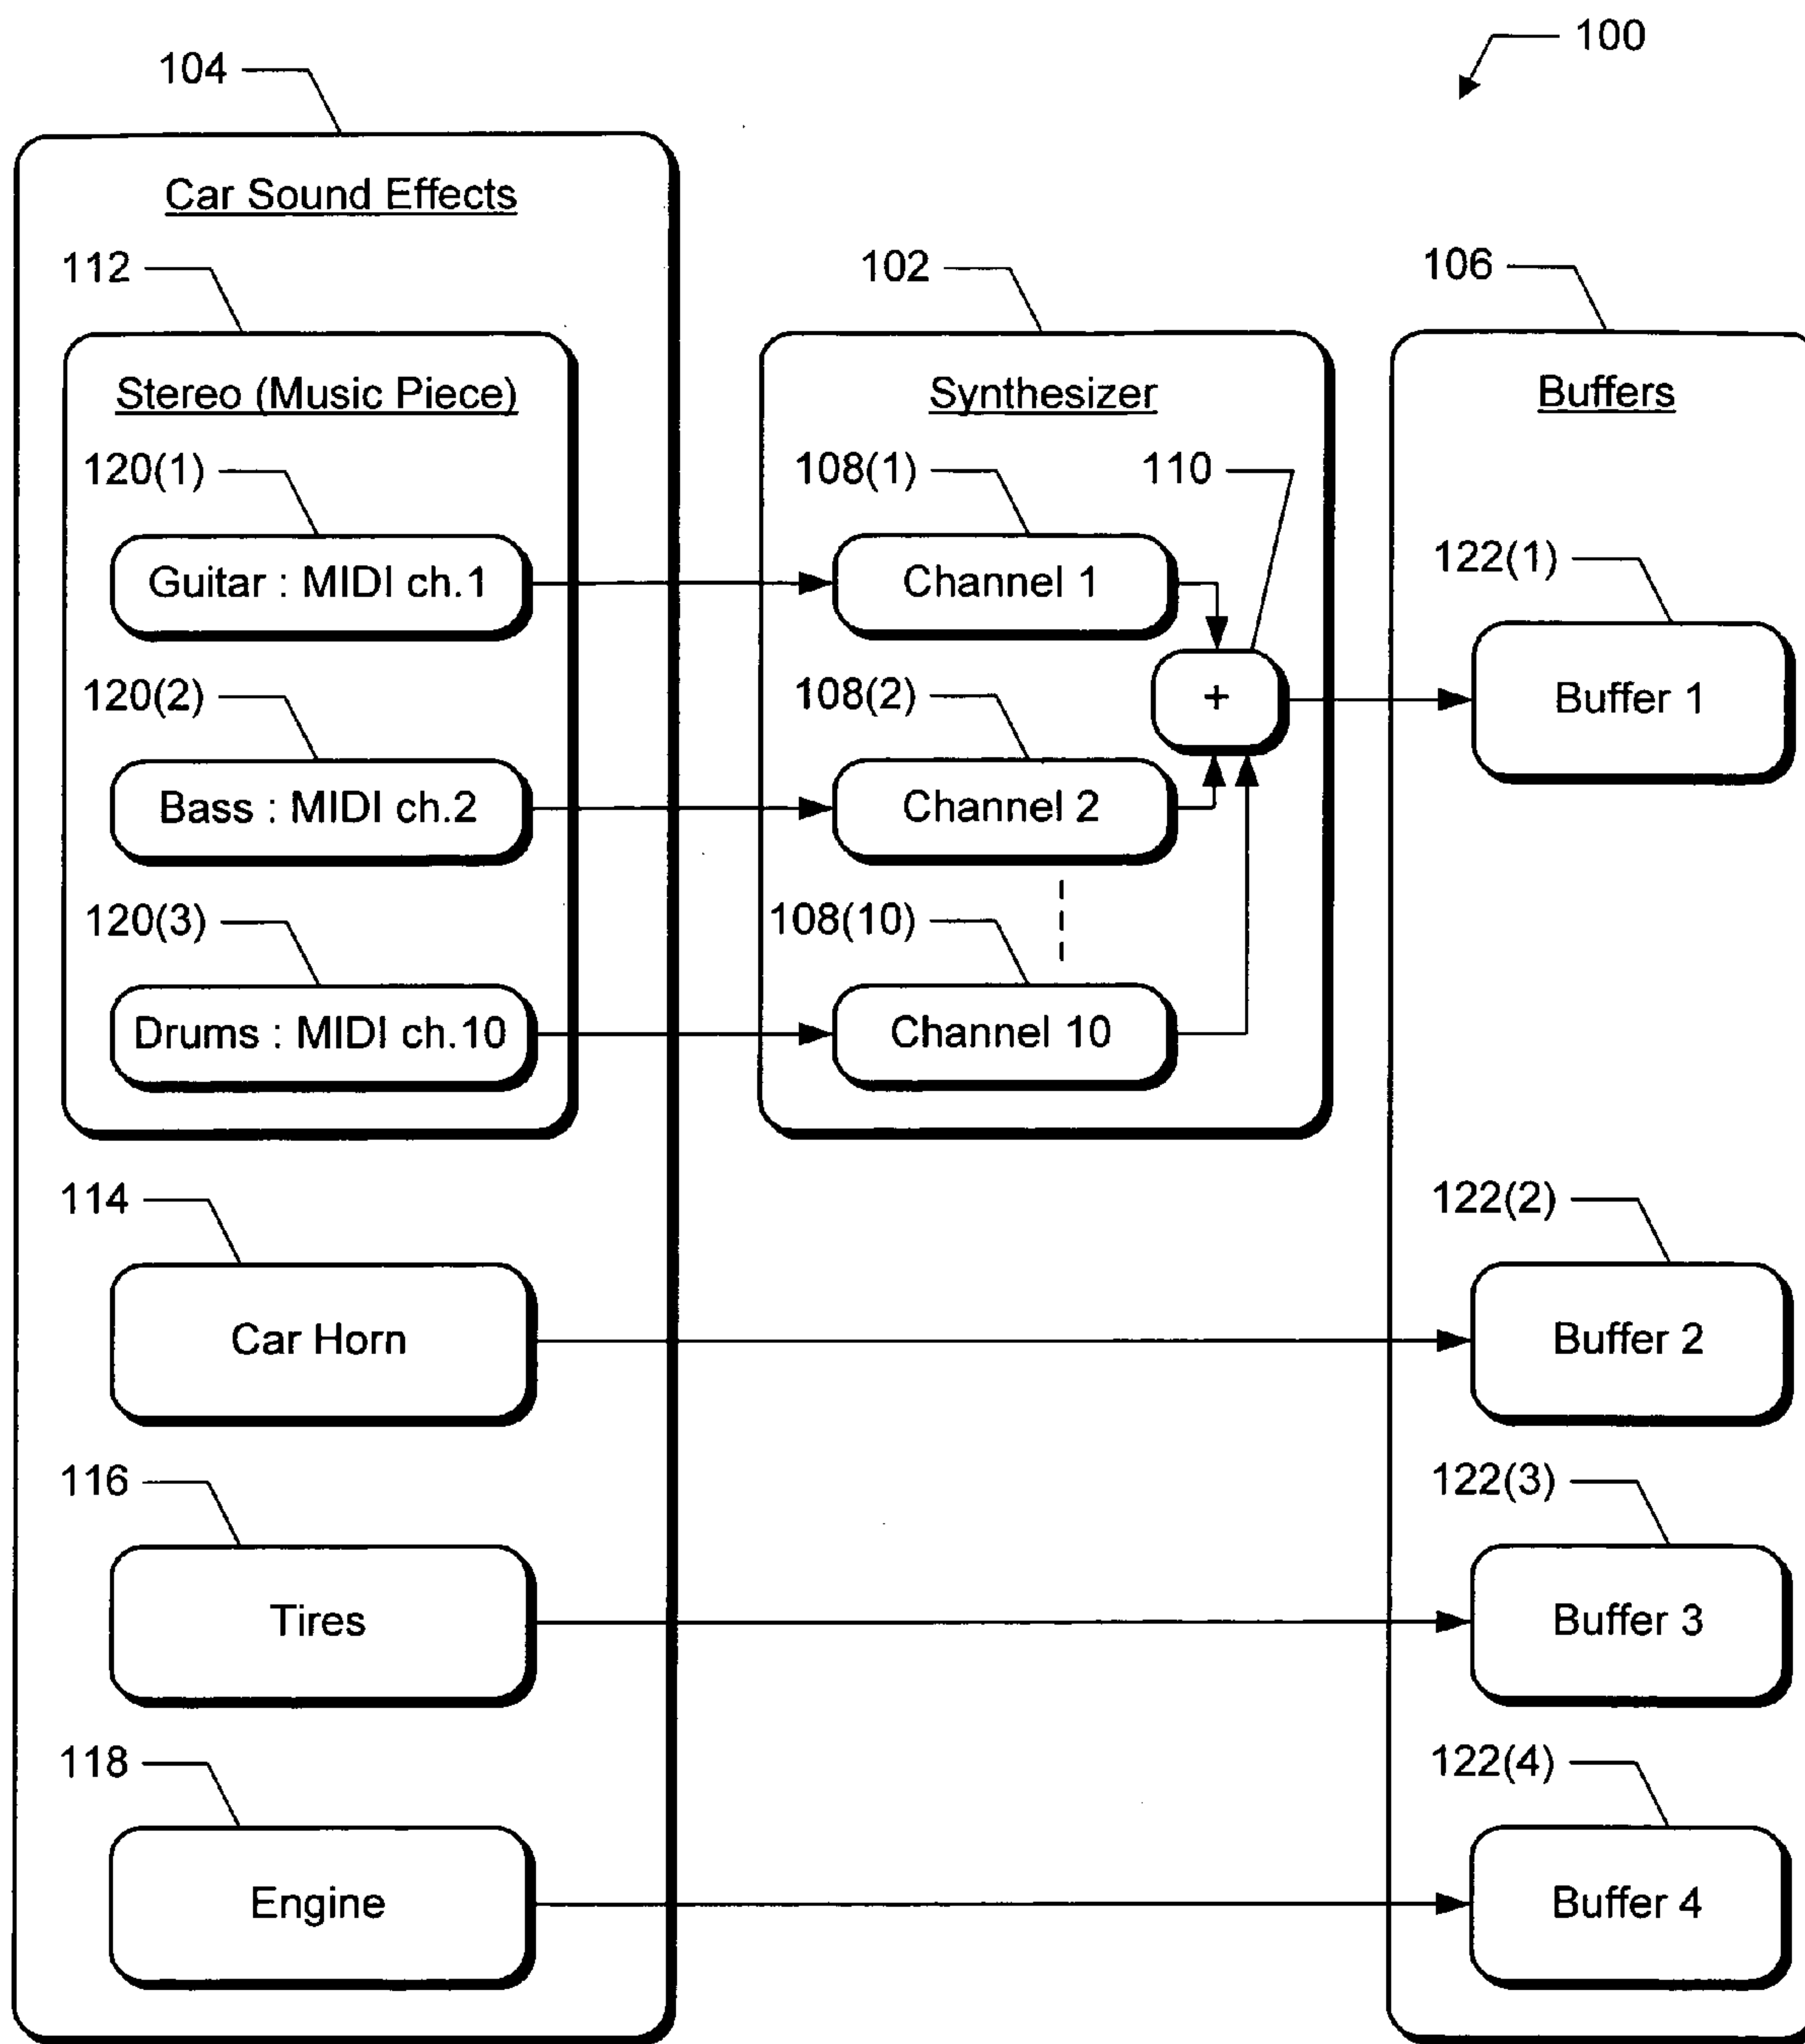 100
104
Car Sound Effects
112
102
106
Stereo (Music Piece)
Synthesizer
Buffers
120(1)
108(1)
110
Guitar : MIDI ch.1
Channel 1
122(1)
120(2)
108(2)
+
Buffer 1
Bass : MIDI ch.2
Channel 2
120(3)
108(10)
Drums : MIDI ch.10
Channel 10
114
122(2)
Car Horn
Buffer 2
116
122(3)
Tires
Buffer 3
118
122(4)
Engine
Buffer 4